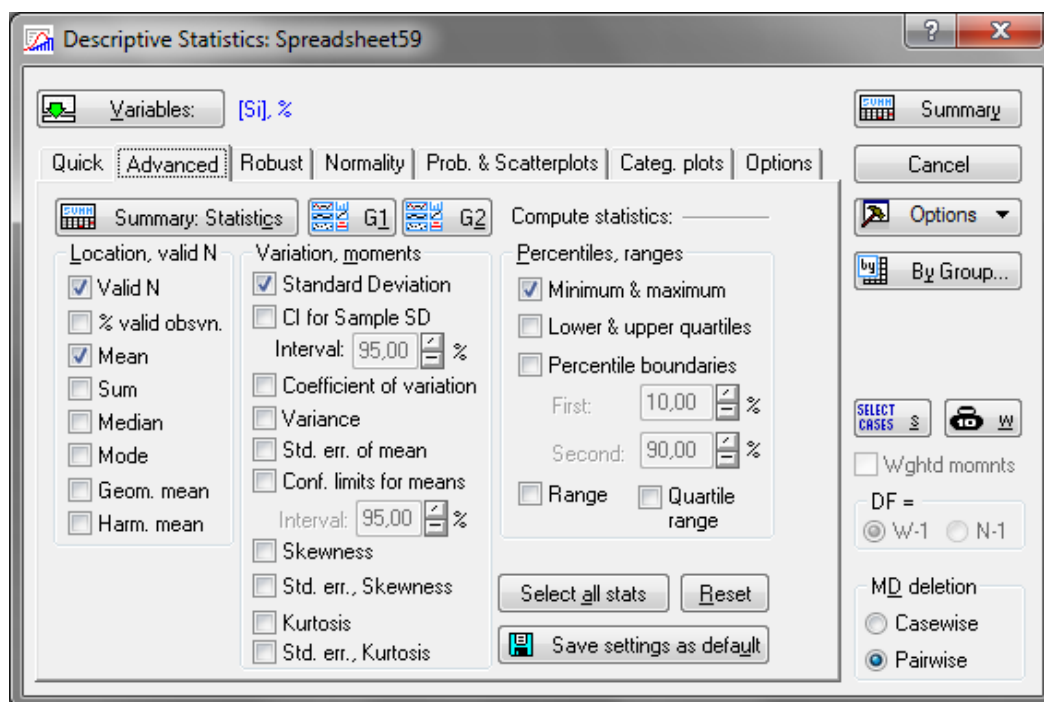 Descriptive Statistics: Spreadsheet59
?
X
Variables:
[Si], %
Quick
Advanced
Robust
Normality
Prob. & Scatterplots
Categ. plots
Options
Summary: Statistics
G1
G2
Compute statistics:
Location, valid N
Valid N
% valid obsvn.
Mean
Sum
Median
Mode
Geom. mean
Harm. mean
Variation, moments
Standard Deviation
CI for Sample SD
Interval: 95,00 %
Coefficient of variation
Variance
Std. err. of mean
Conf. limits for means
Interval: 95,00 %
Skewness
Std. err., Skewness
Kurtosis
Std. err., Kurtosis
Percentiles, ranges
Minimum & maximum
Lower & upper quartiles
Percentile boundaries
First: 10,00 %
Second: 90,00 %
Range
Quartile
range
Select all stats
Reset
Save settings as default
SUMM
Summary
Cancel
Options
by
By Group...
SELECT
CASES
S
W
Wghtd momnts
DF =
W-1
N-1
MD deletion
Casewise
Pairwise